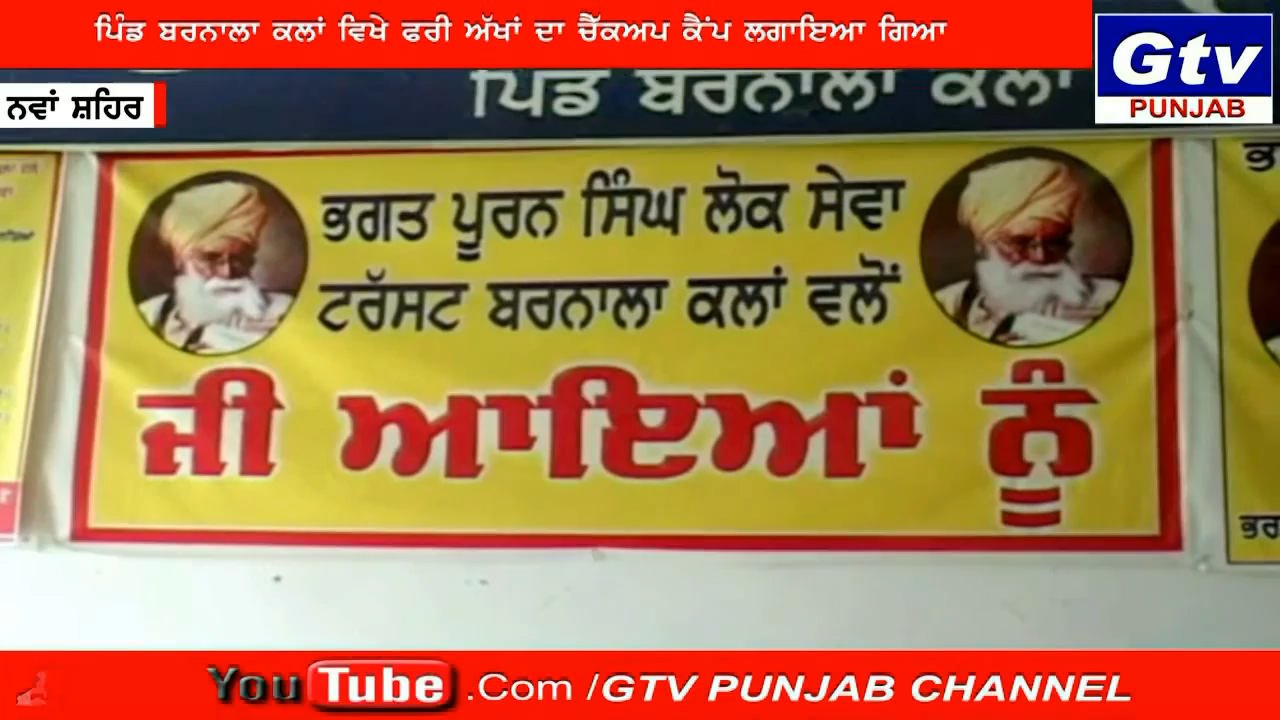 ਪਿੰਡ ਬਰਨਾਲਾ ਕਲਾਂ ਵਿਖੇ ਫਰੀ ਅੱਖਾਂ ਦਾ ਚੈੱਕਅਪ ਕੈਂਪ ਲਗਾਇਆ ਗਿਆ
Gtv
PUNJAB
ਨਵਾਂ ਸ਼ਹਿਰ
ਪਿੰਡ ਬਰਨਾਲਾ ਕਲਾਂ
ਭਗਤ ਪੂਰਨ ਸਿੰਘ ਲੋਕ ਸੇਵਾ
ਟਰੱਸਟ ਬਰਨਾਲਾ ਕਲਾਂ ਵਲੋਂ
ਜੀ ਆਇਆਂ ਨੂੰ
YouTube.Com /GTV PUNJAB CHANNEL